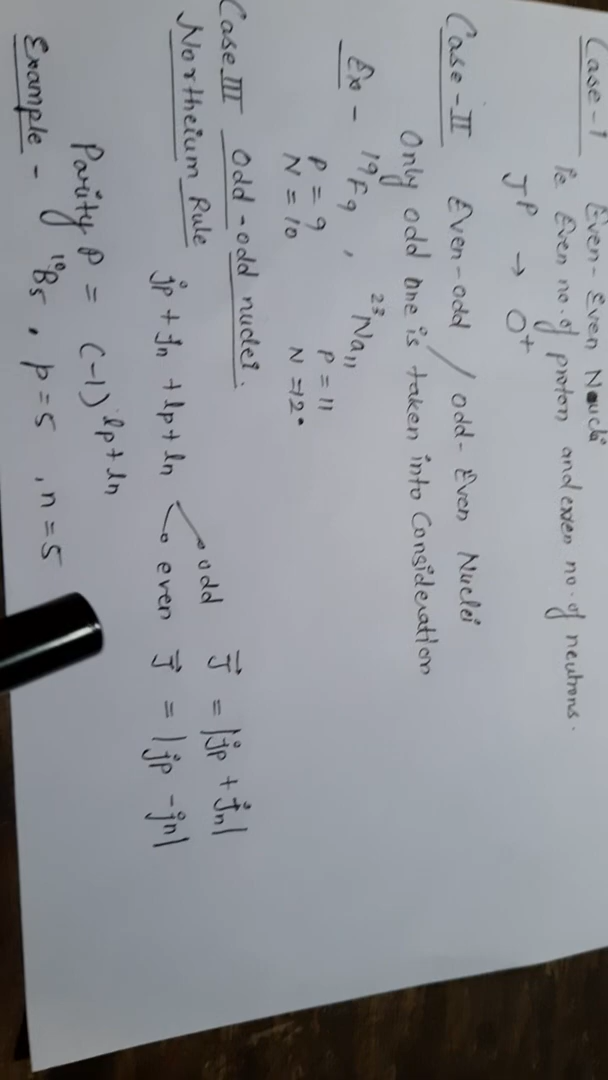 Case-1 Even-Even Nuclei
ie Even no. of proton and even no. of neutrons.
J^P → 0^+
Case-II Even-odd / odd-Even Nuclei
Only odd one is taken into Consideration
Ex - ¹⁹F₉ , ²³Na₁₁
P = 9 P = 11
N = 10 N = 12
Case III Odd-odd nuclei.
Northeium Rule
jp + jn + lp + ln odd J⃗ = |jp + jn|
even J⃗ = |jp - jn|
Parity P = (-1)^lp+ln
Example - ¹⁰B₅ , p=5 , n=5